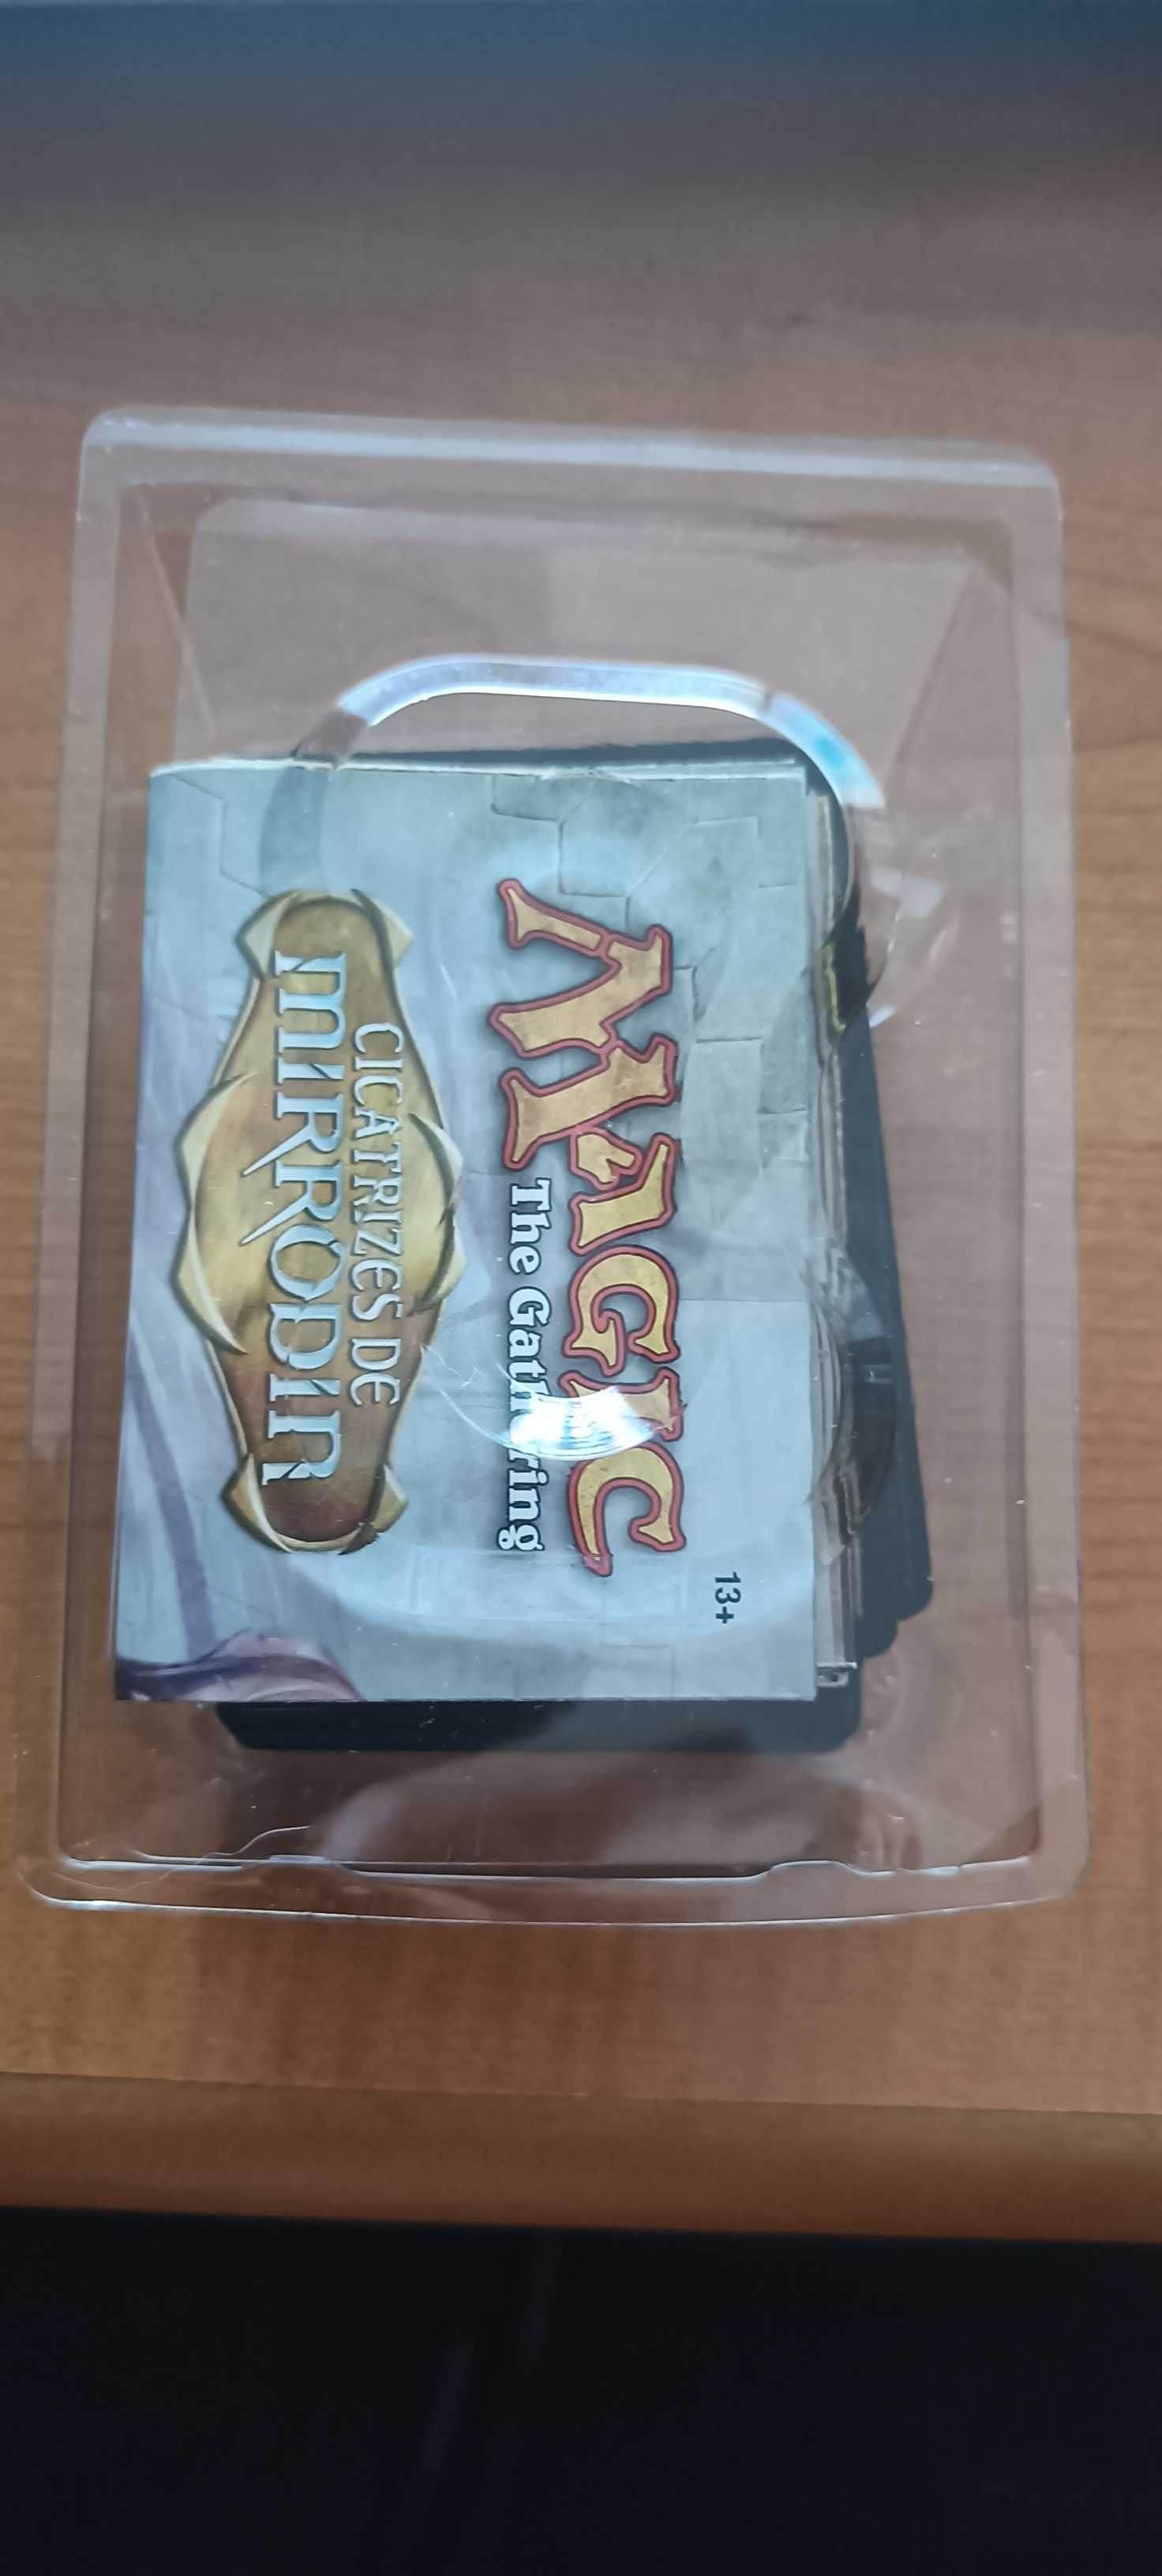 13+
MAGIC
The Gathering
CICATRIZES DE
MIRRODIN